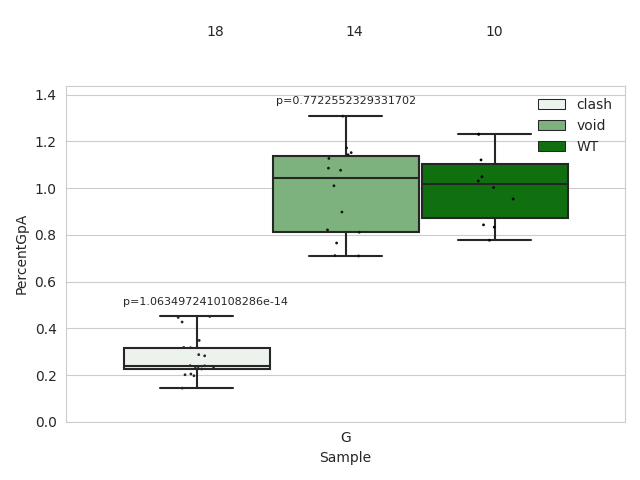 18 14 10
p=0.7722552329331702
p=1.0634972410108286e-14
clash
void
WT
PercentGpA
1.4
1.2
1.0
0.8
0.6
0.4
0.2
0.0
G
Sample